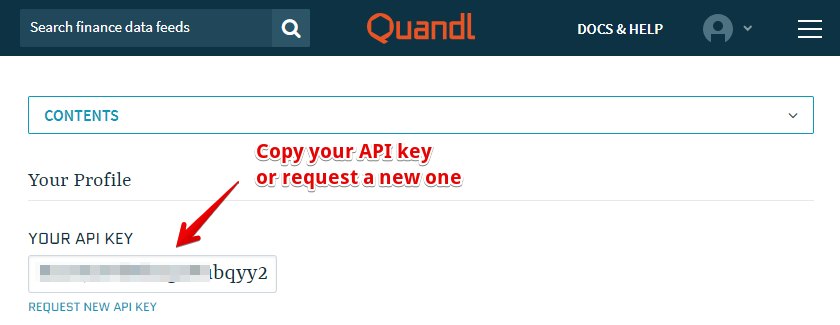 Search finance data feeds
Quandl
DOCS & HELP
CONTENTS
Copy your API key
or request a new one
Your Profile
YOUR API KEY
bqyy2
REQUEST NEW API KEY